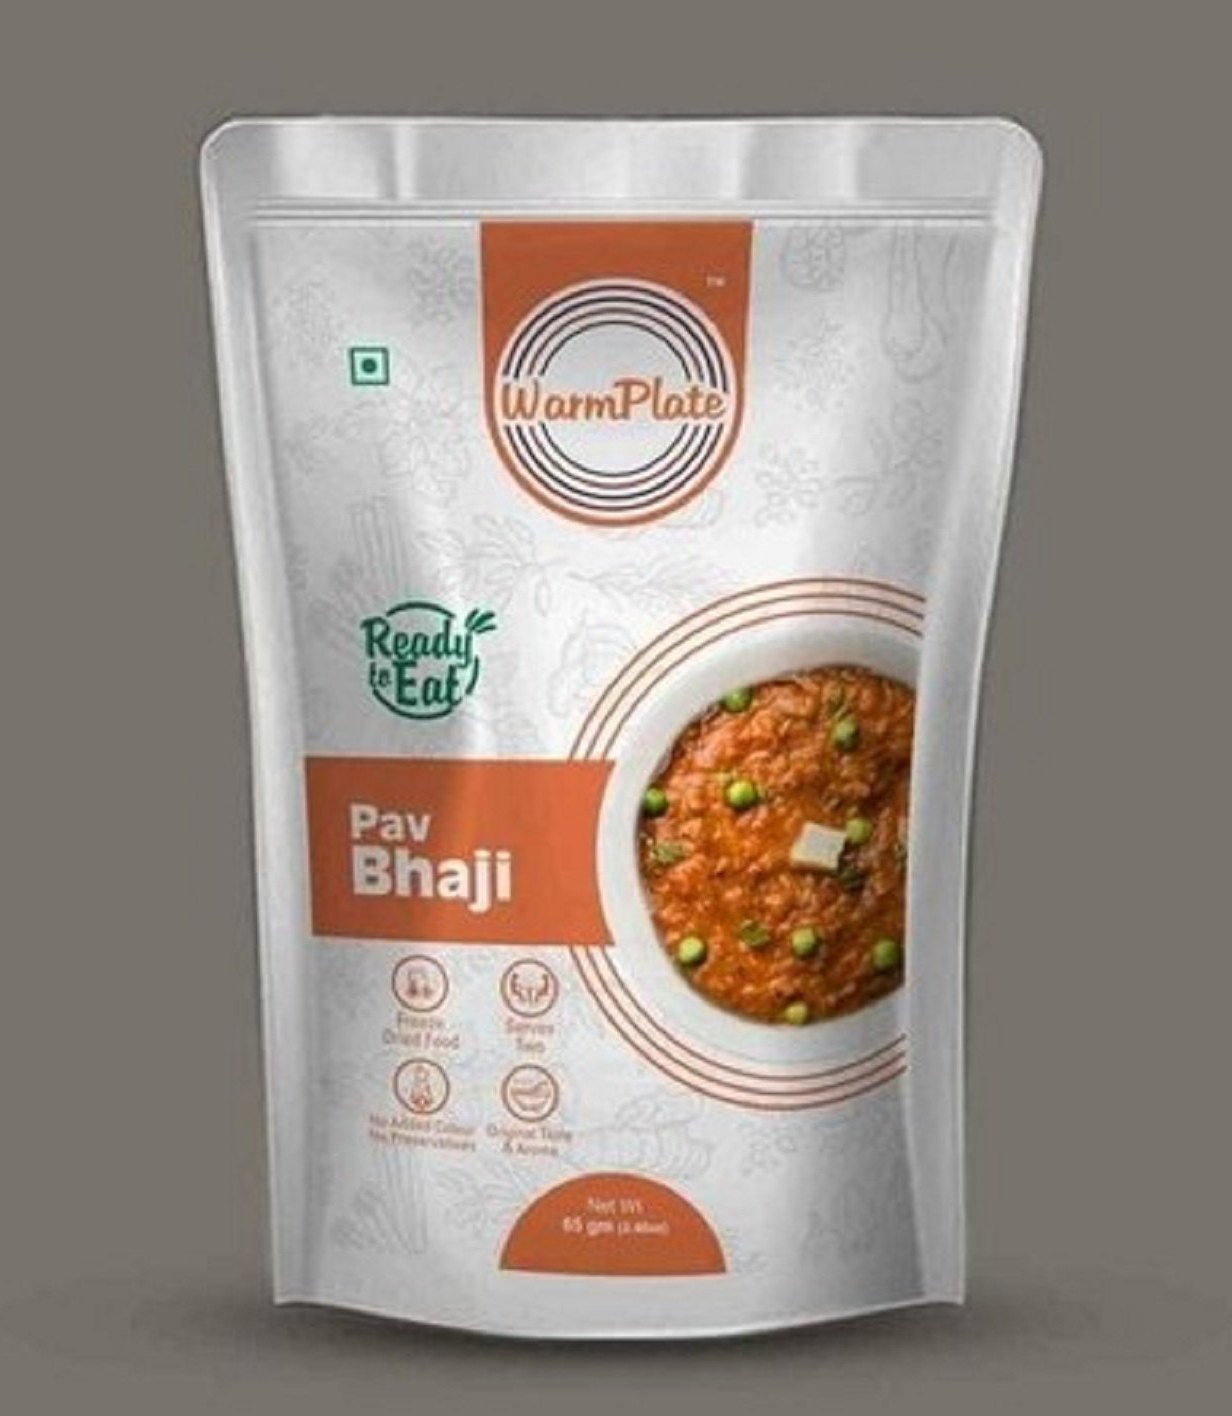 TM
WarmPlate
Ready
to Eat
Pav
Bhaji
Freeze
Dried Food
Serves
Two
No Added Colour
No Preservatives
Original Taste
& Aroma
Net Wt
65 gm